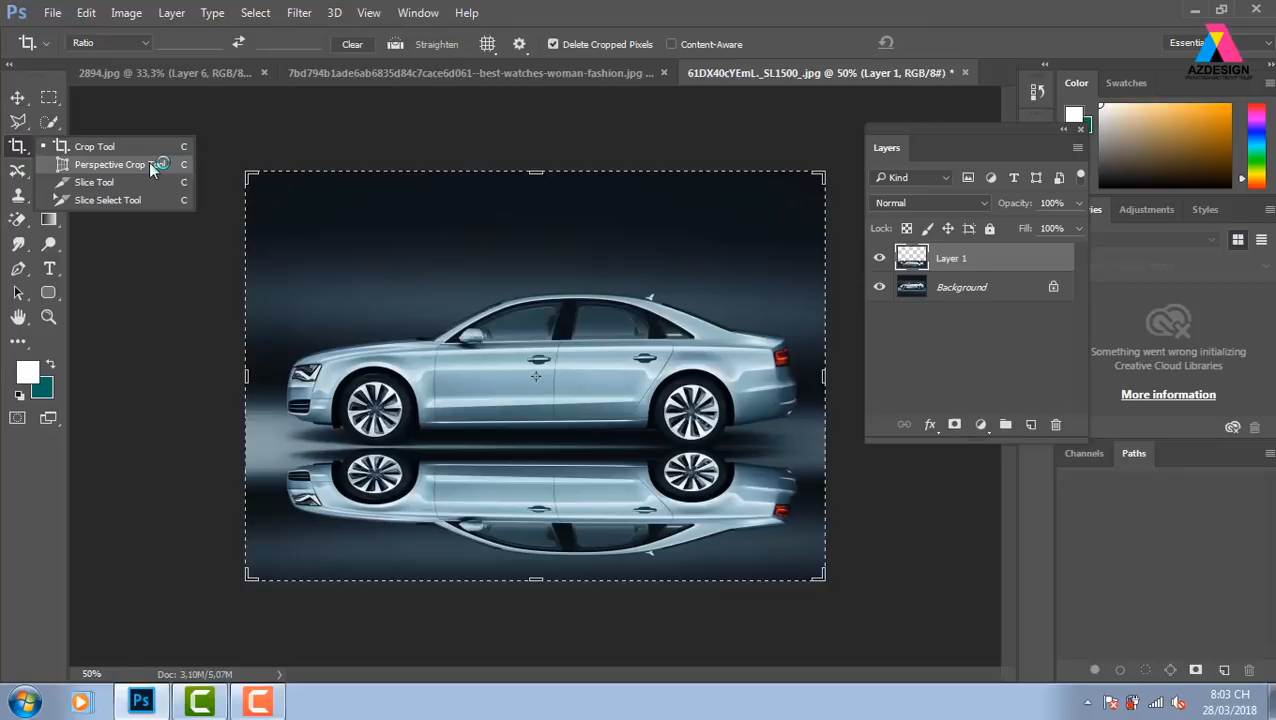 Ps File Edit Image Layer Type Select Filter 3D View Window Help
Ratio Clear Straighten Delete Cropped Pixels Content-Aware Essenti
AZDESIGN
2894.jpg @ 33,3% (Layer 6, RGB/8... × 7bd794b1ade6ab6835d84c7cace6d061--best-watches-woman-fashion.jpg ... × 61DX40cYEmL._SL1500_.jpg @ 50% (Layer 1, RGB/8#) * ×
Color Swatches
Crop Tool C
Perspective Crop C
Slice Tool C
Slice Select Tool C
Layers
Kind
Normal Opacity: 100%
Lock: Fill: 100%
Layer 1
Background
Adjustments Styles
Something went wrong initializing
Creative Cloud Libraries
More information
Channels Paths
50% Doc: 3,10M/5,07M
8:03 CH
28/03/2018